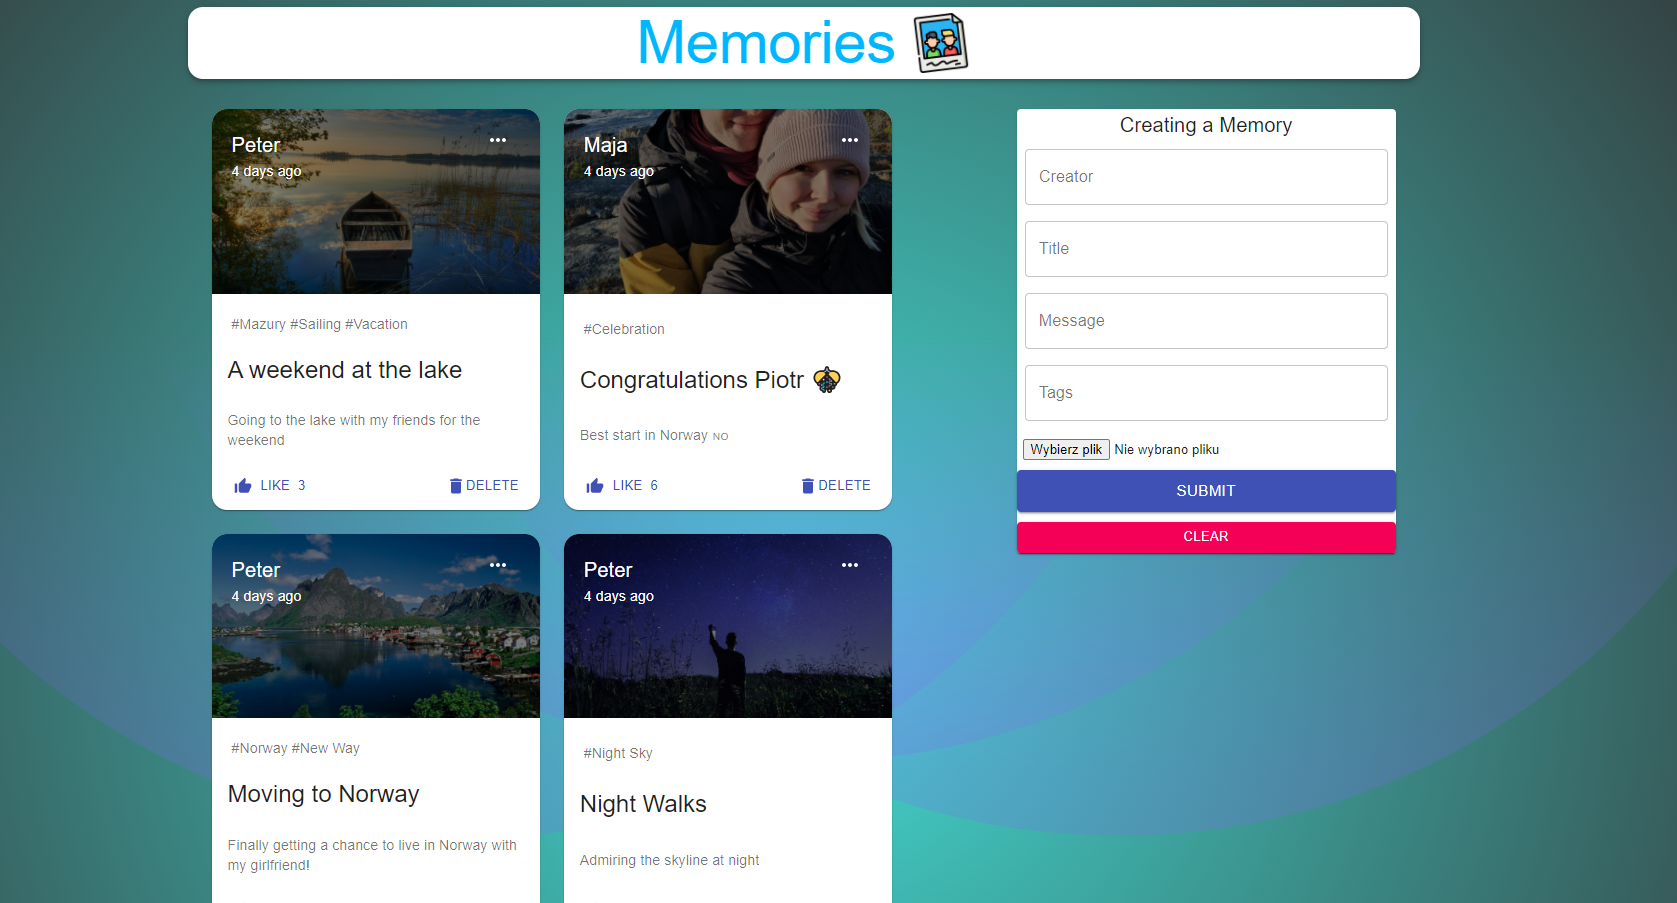 Memories
Peter
4 days ago
#Mazury #Sailing #Vacation
A weekend at the lake
Going to the lake with my friends for the
weekend
LIKE 3
DELETE
Maja
4 days ago
#Celebration
Congratulations Piotr
Best start in Norway NO
LIKE 6
DELETE
Peter
4 days ago
#Norway #New Way
Moving to Norway
Finally getting a chance to live in Norway with
my girlfriend!
Peter
4 days ago
#Night Sky
Night Walks
Admiring the skyline at night
Creating a Memory
Creator
Title
Message
Tags
Wybierz plik Nie wybrano pliku
SUBMIT
CLEAR